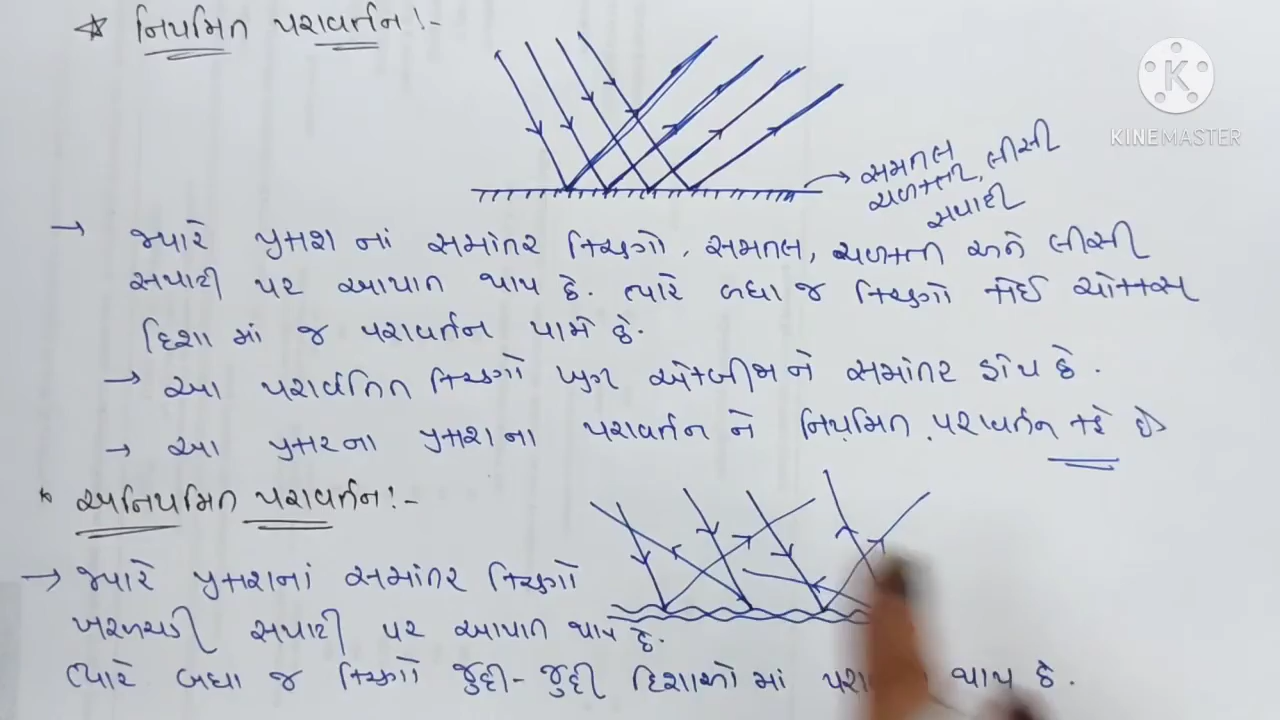 * નિયમિત પરાવર્તન :-
KINEMASTER
→ સમતલ
ચળકતી, લીસી
સપાટી
→ જ્યારે પ્રકાશ નાં સમાંતર કિરણો, સમતલ, ચળકતી અને લીસી
સપાટી પર આપાત થાય છે. ત્યારે બધા જ કિરણો કોઈ ચોક્કસ
દિશા માં જ પરાવર્તન પામે છે.
→ આ પરાવર્તિત કિરણો પણ એકબીજા ને સમાંતર હોય છે.
→ આ પ્રકારના પ્રકાશના પરાવર્તન ને નિયમિત પરાવર્તન કહે છે
* અનિયમિત પરાવર્તન :-
→ જ્યારે પ્રકાશનાં સમાંતર કિરણો
ખરબચડી સપાટી પર આપાત થાય છે.
ત્યારે બધા જ કિરણો જુદી-જુદી દિશાઓ માં થાય છે.